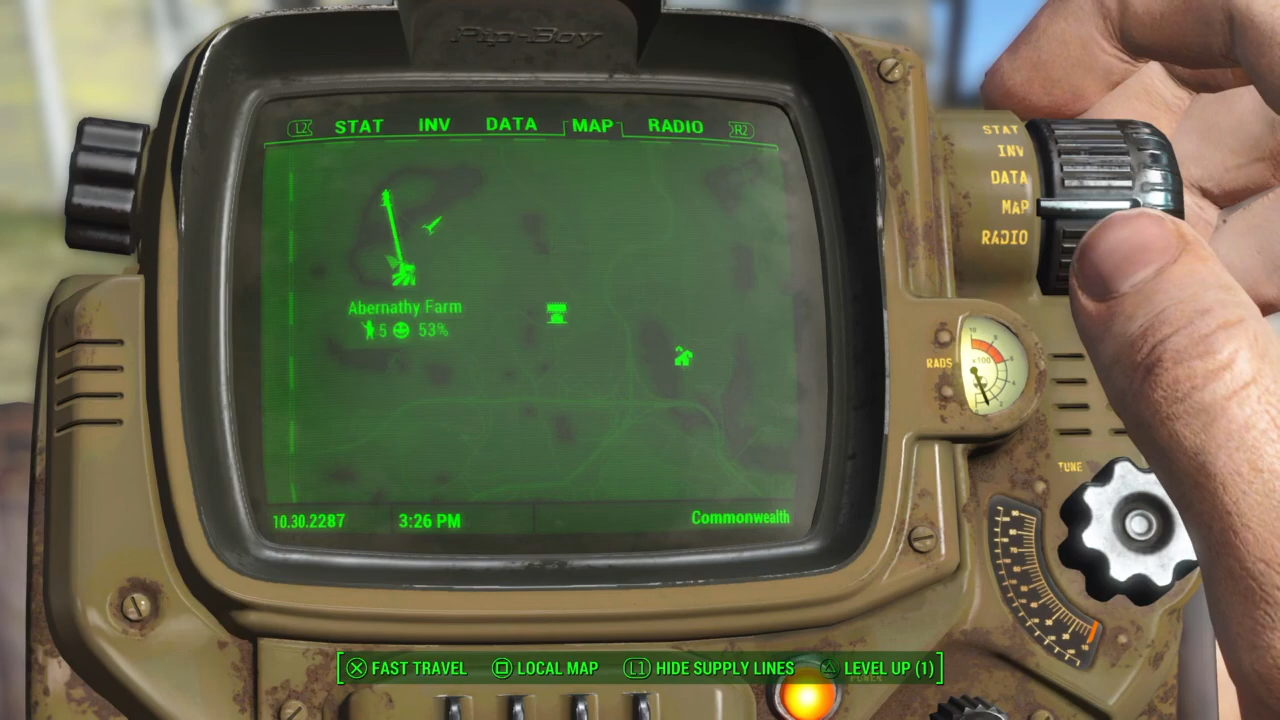 Pip-Boy
L2 STAT INV DATA MAP RADIO R2
STAT
INV
DATA
MAP
RADIO
Abernathy Farm
5 53%
RADS
x100
TUNE
10.30.2287 3:26 PM Commonwealth
FAST TRAVEL LOCAL MAP L1 HIDE SUPPLY LINES LEVEL UP (1)
POWER